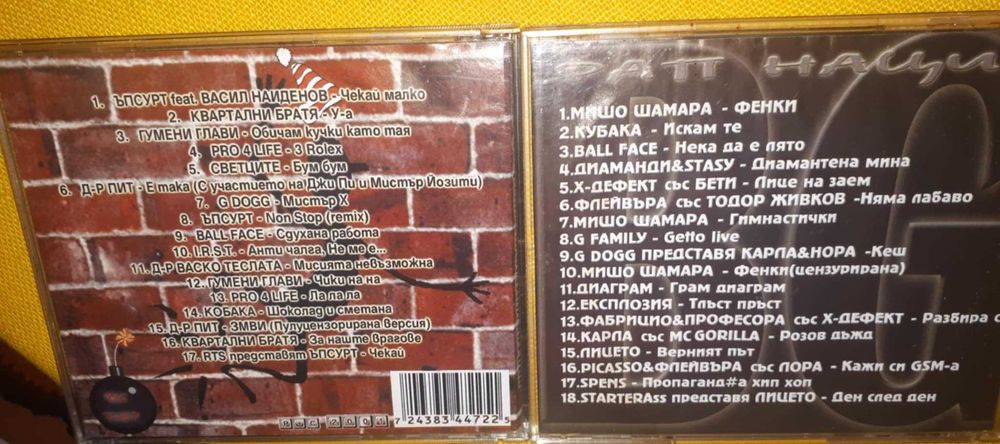 1. ЪПСУРТ feat. ВАСИЛ НАЙДЕНОВ - Чекай малко
2. КВАРТАЛНИ БРАТЯ - У-а
3. ГУМЕНИ ГЛАВИ - Обичам кучки като тая
4. PRO 4 LIFE - 3 Rolex
5. СВЕТЦИТЕ - Бум бум
6. Д-Р ПИТ - Е така (С участието на Джи Пи и Мистър Йозити)
7. G DOGG - Мистър Х
8. ЪПСУРТ - Non Stop (remix)
9. BALL FACE - Сдухана работа
10. I.R.S.T. - Античалга, Не ме е...
11. Д-Р ВАСКО ТЕСЛАТА - Мисията невъзможна
12. ГУМЕНИ ГЛАВИ - Чики на на
13. PRO 4 LIFE - Ла ла ла
14. КОБАКА - Шоколад и сметана
15. Д-Р ПИТ - ЗМВИ (Пулуцензорирана версия)
16. КВАРТАЛНИ БРАТЯ - За наште врагове
17. RTS представят ЪПСУРТ - Чекай
BUC 2001
7 24383 44722 5
РАП НАЦИ
1.МИШО ШАМАРА - ФЕНКИ
2.КУБАКА - Искам те
3.BALL FACE - Нека да е лято
4.ДИАМАНДИ&STASY - Диамантена мина
5.Х-ДЕФЕКТ със БЕТИ - Лице на заем
6.ФЛЕЙВЪРА със ТОДОР ЖИВКОВ -Няма лабаво
7.МИШО ШАМАРА - Гимнастички
8.G FAMILY - Getto live
9.G DOGG ПРЕДСТАВЯ КАРЛА&НОРА -Кеш
10.МИШО ШАМАРА - Фенки(цензурирана)
11.ДИАГРАМ - Грам диаграм
12.ЕКСПЛОЗИЯ - Тлъст пръст
13.ФАБРИЦИО&ПРОФЕСОРА със Х-ДЕФЕКТ - Разбира с
14.КАРЛА със MC GORILLA - Розов дъжд
15.ЛИЦЕТО - Верният път
16.PICASSO&ФЛЕЙВЪРА със ЛОРА - Кажи си GSM-а
17.SPENS - Пропаганд#а хип хоп
18.STARTERAss представя ЛИЦЕТО - Ден след ден